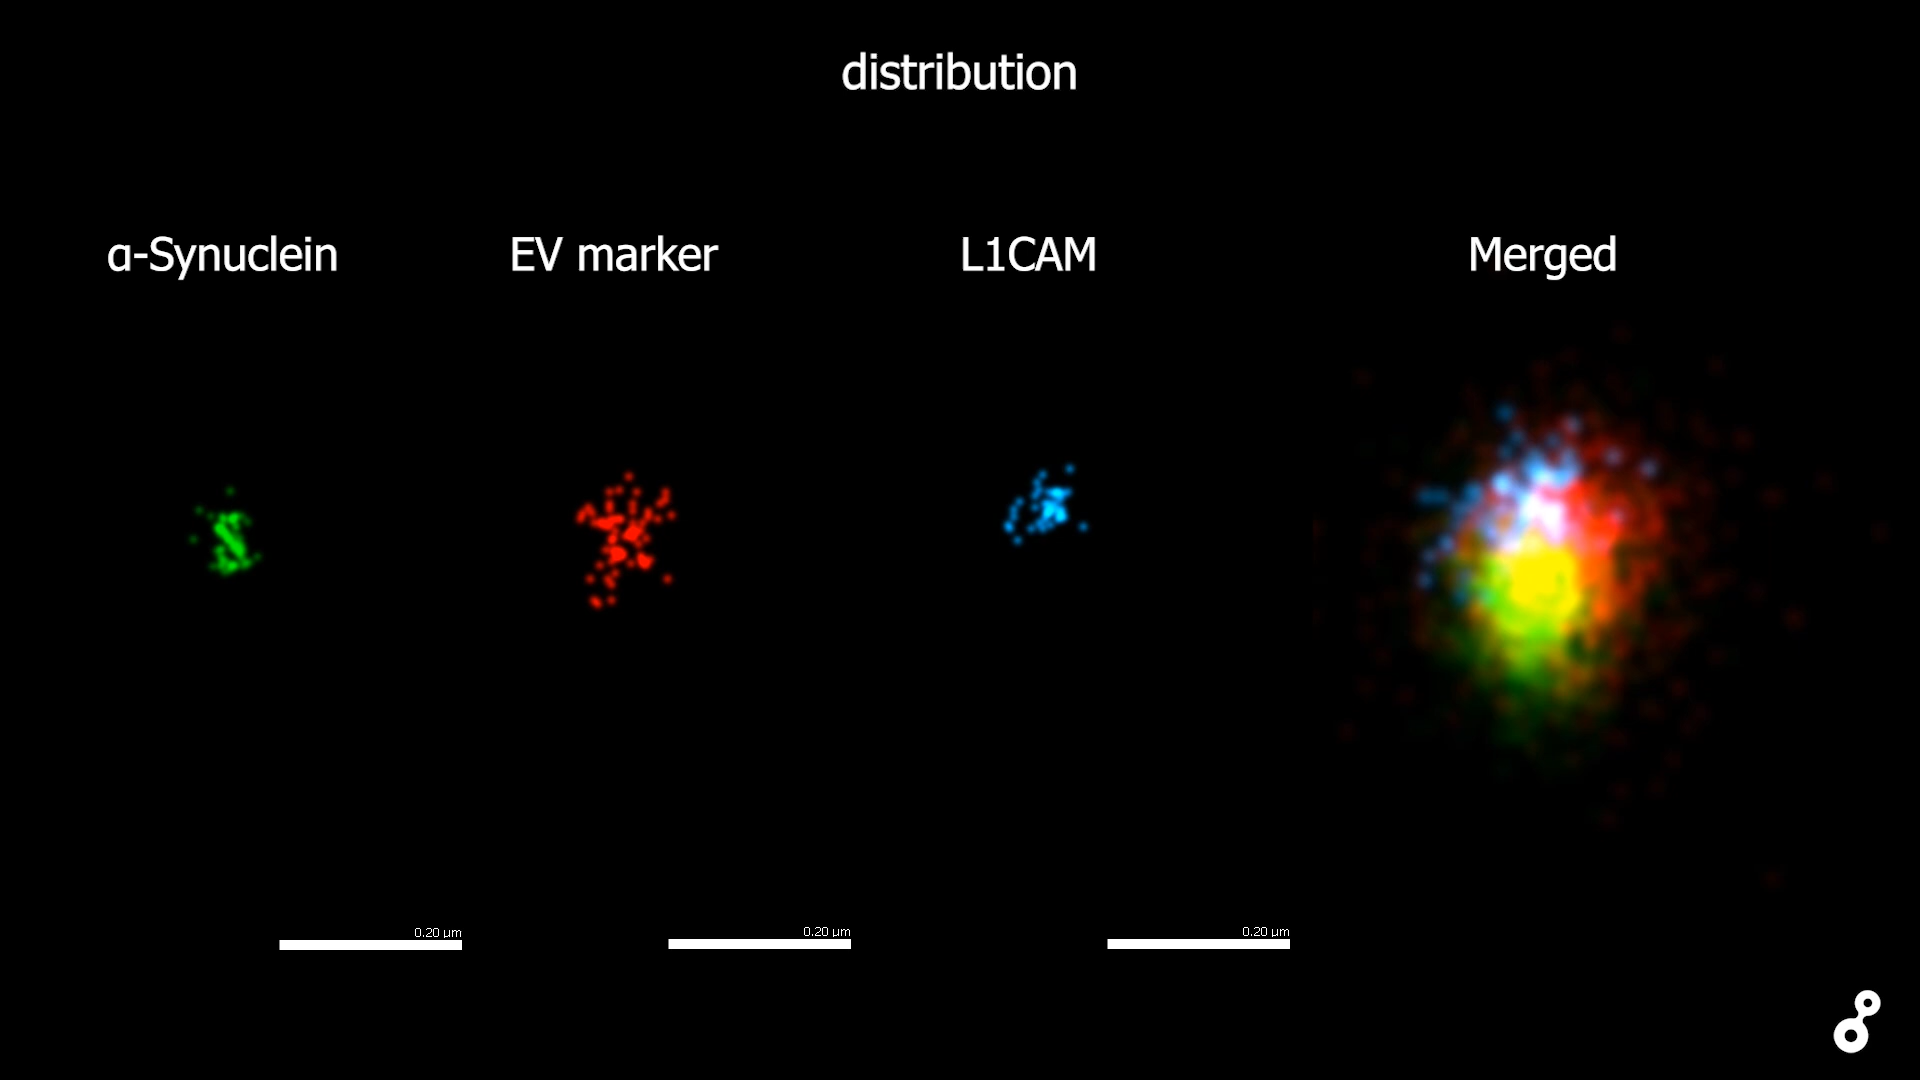 distribution
α-Synuclein
EV marker
L1CAM
Merged
0.20 µm
0.20 µm
0.20 µm